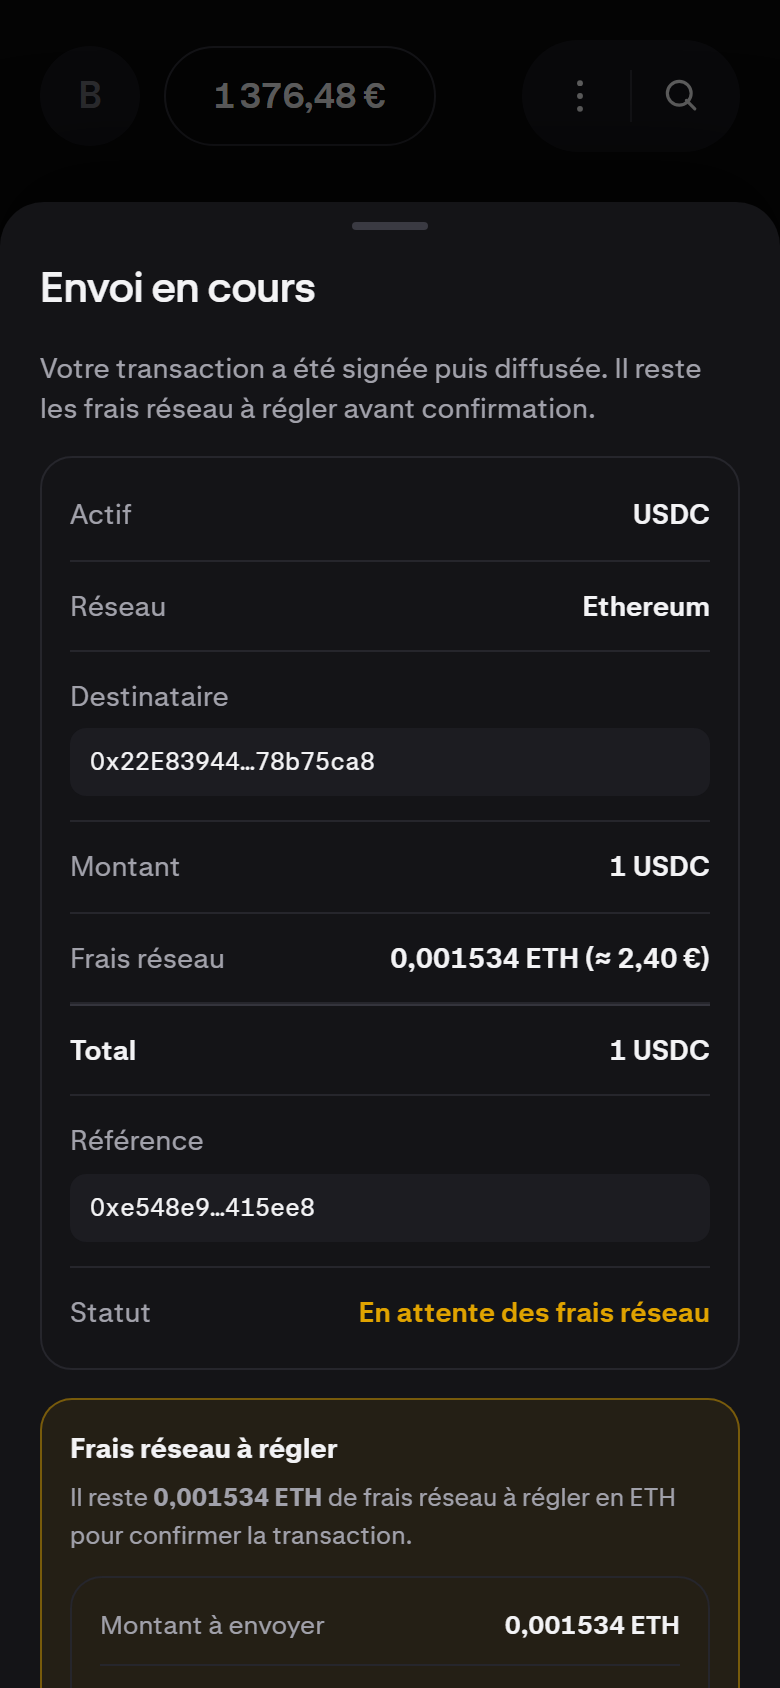 B
1 376,48 €
Envoi en cours
Votre transaction a été signée puis diffusée. Il reste
les frais réseau à régler avant confirmation.
Actif USDC
Réseau Ethereum
Destinataire
0x22E83944…78b75ca8
Montant 1 USDC
Frais réseau 0,001534 ETH (≈ 2,40 €)
Total 1 USDC
Référence
0xe548e9…415ee8
Statut En attente des frais réseau
Frais réseau à régler
Il reste 0,001534 ETH de frais réseau à régler en ETH
pour confirmer la transaction.
Montant à envoyer 0,001534 ETH